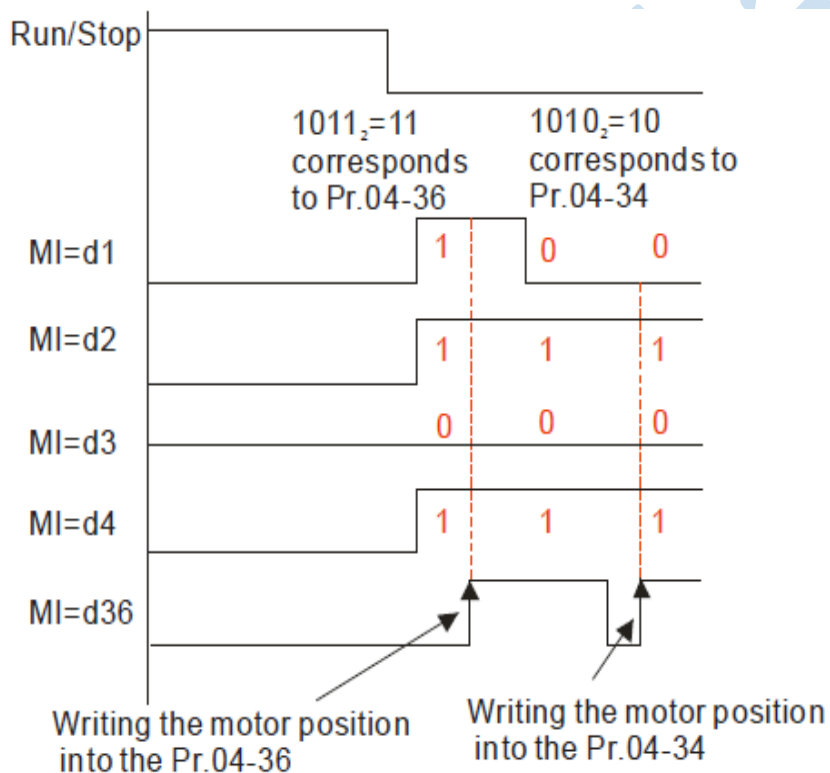 Run/Stop
1011₂=11
corresponds
to Pr.04-36
1010₂=10
corresponds to
Pr.04-34
MI=d1
1
0
0
MI=d2
1
1
1
MI=d3
0
0
0
MI=d4
1
1
1
MI=d36
Writing the motor position
into the Pr.04-36
Writing the motor position
into the Pr.04-34